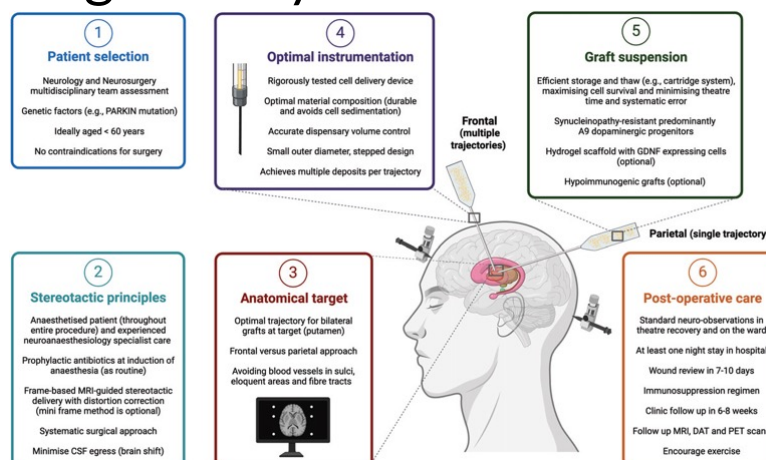 1
Patient selection
Neurology and Neurosurgery
multidisciplinary team assessment
Genetic factors (e.g., PARKIN mutation)
Ideally aged < 60 years
No contraindications for surgery
4
Optimal instrumentation
Rigorously tested cell delivery device
Optimal material composition (durable
and avoids cell sedimentation)
Accurate dispensary volume control
Small outer diameter, stepped design
Achieves multiple deposits per trajectory
5
Graft suspension
Efficient storage and thaw (e.g., cartridge system),
maximising cell survival and minimising theatre
time and systematic error
Synucleinopathy-resistant predominantly
A9 dopaminergic progenitors
Hydrogel scaffold with GDNF expressing cells
(optional)
Hypoimmunogenic grafts (optional)
Frontal
(multiple
trajectories)
Parietal (single trajectory
2
Stereotactic principles
Anaesthetised patient (throughout
entire procedure) and experienced
neuroanaesthesiology specialist care
Prophylactic antibiotics at induction of
anaesthesia (as routine)
Frame-based MRI-guided stereotactic
delivery with distortion correction
(mini frame method is optional)
Systematic surgical approach
Minimise CSF egress (brain shift)
3
Anatomical target
Optimal trajectory for bilateral
grafts at target (putamen)
Frontal versus parietal approach
Avoiding blood vessels in sulci,
eloquent areas and fibre tracts
6
Post-operative care
Standard neuro-observations in
theatre recovery and on the ward
At least one night stay in hospital
Wound review in 7-10 days
Immunosuppression regimen
Clinic follow up in 6-8 weeks
Follow up MRI, DAT and PET scan
Encourage exercise